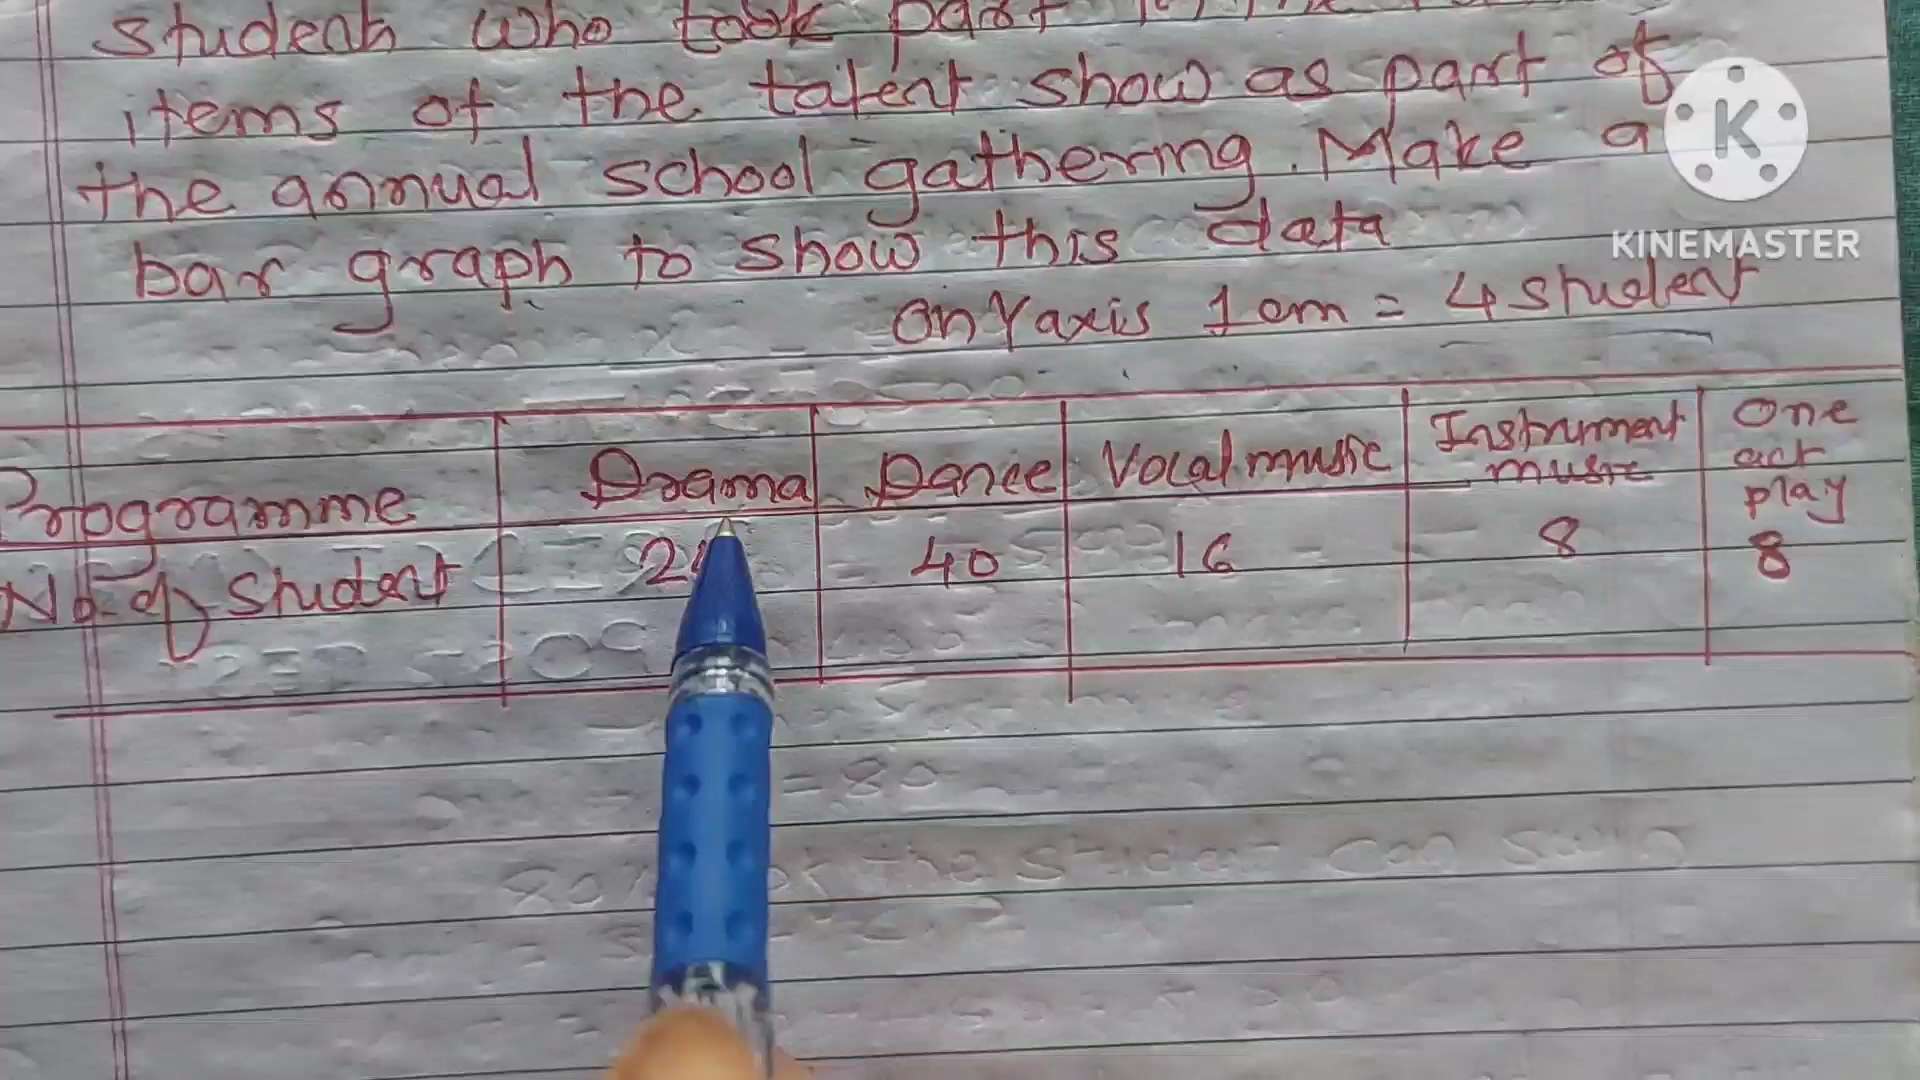 students who took part in the
items of the talent show as part of
the annual school gathering. Make a
bar graph to show this data
On Y axis 1 cm = 4 student
Programme Drama Dance Vocal music Instrument music One act play
No. of Student 40 16 8 8
K
KINEMASTER